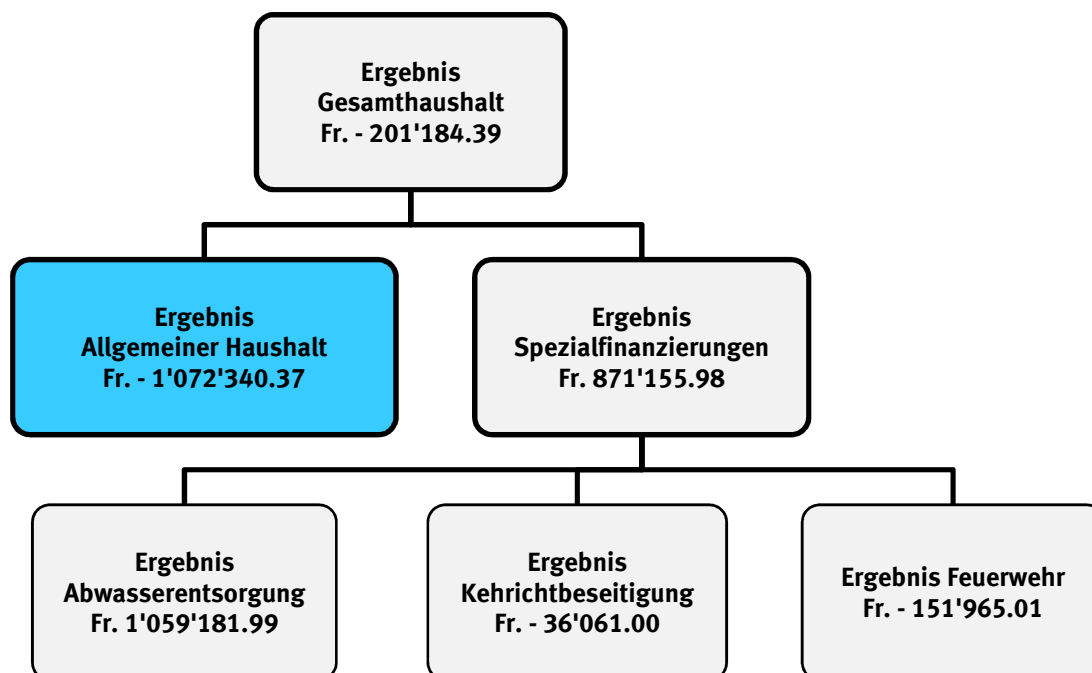 Ergebnis
Gesamthaushalt
Fr. - 201'184.39
Ergebnis
Allgemeiner Haushalt
Fr. - 1'072'340.37
Ergebnis
Spezialfinanzierungen
Fr. 871'155.98
Ergebnis
Abwasserentsorgung
Fr. 1'059'181.99
Ergebnis
Kehrichtbeseitigung
Fr. - 36'061.00
Ergebnis Feuerwehr
Fr. - 151'965.01